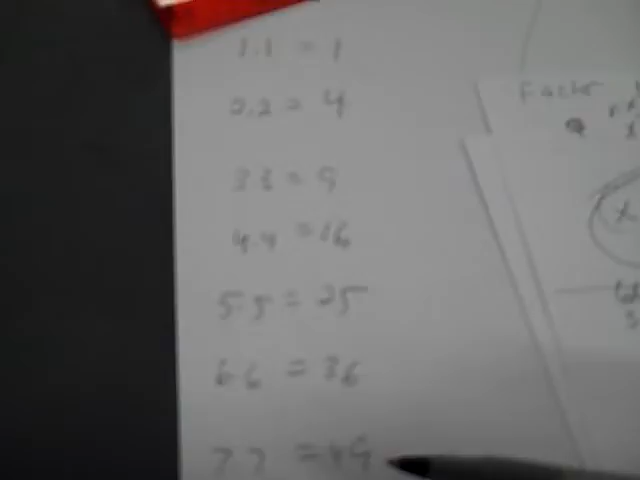 1.1 = 1
2.2 = 4
3.3 = 9
4.4 = 16
5.5 = 25
6.6 = 36
7 7 = 49
Factor